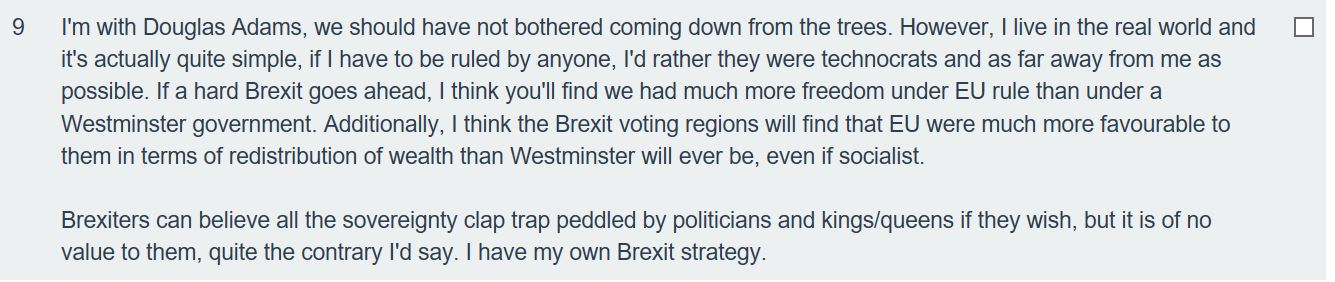 9 I'm with Douglas Adams, we should have not bothered coming down from the trees. However, I live in the real world and
it's actually quite simple, if I have to be ruled by anyone, I'd rather they were technocrats and as far away from me as
possible. If a hard Brexit goes ahead, I think you'll find we had much more freedom under EU rule than under a
Westminster government. Additionally, I think the Brexit voting regions will find that EU were much more favourable to
them in terms of redistribution of wealth than Westminster will ever be, even if socialist.

Brexiters can believe all the sovereignty clap trap peddled by politicians and kings/queens if they wish, but it is of no
value to them, quite the contrary I'd say. I have my own Brexit strategy.